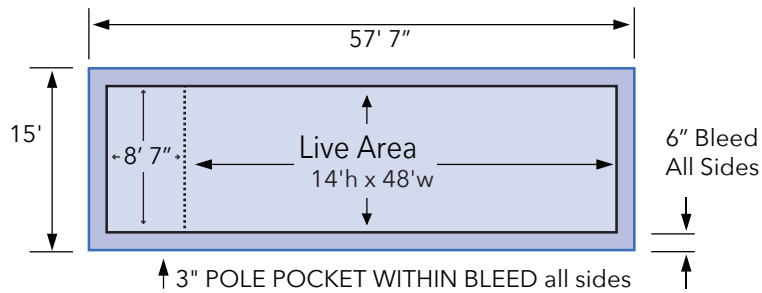 57' 7”
15'
8’ 7”
Live Area
14'h x 48'w
6” Bleed
All Sides
3" POLE POCKET WITHIN BLEED all sides